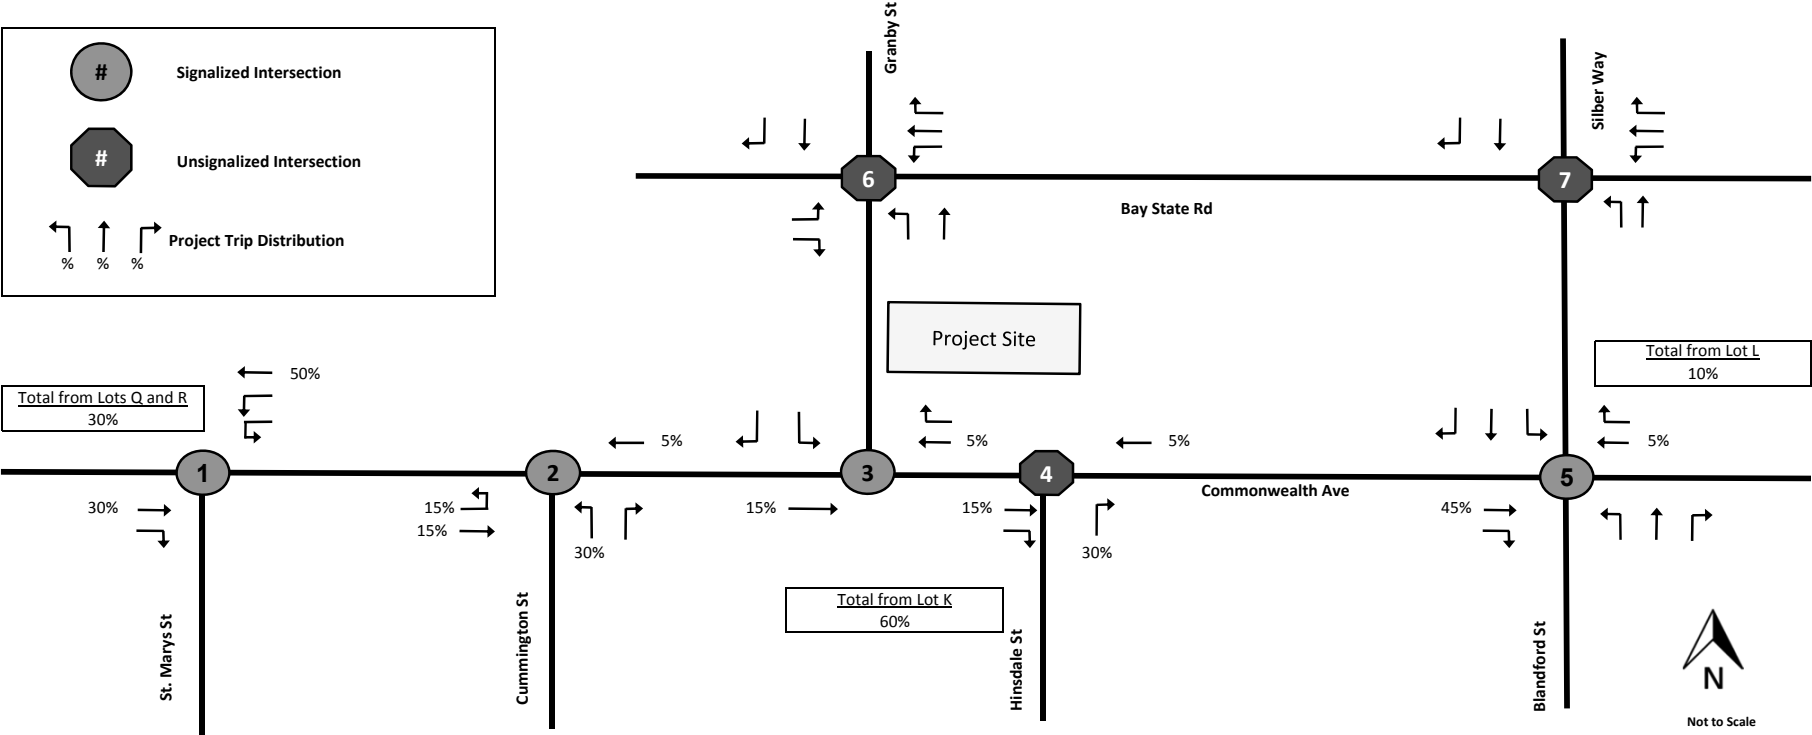 #
Signalized Intersection
#
Unsignalized Intersection
Project Trip Distribution
% % %
Granby St
Silber Way
6
7
Bay State Rd
Project Site
Total from Lots Q and R
30%
Total from Lot L
10%
50%
5%
5%
5%
5%
1
2
3
4
5
Commonwealth Ave
30%
15%
15%
30%
15%
15%
30%
45%
Total from Lot K
60%
St. Marys St
Cummington St
Hinsdale St
Blandford St
N
Not to Scale